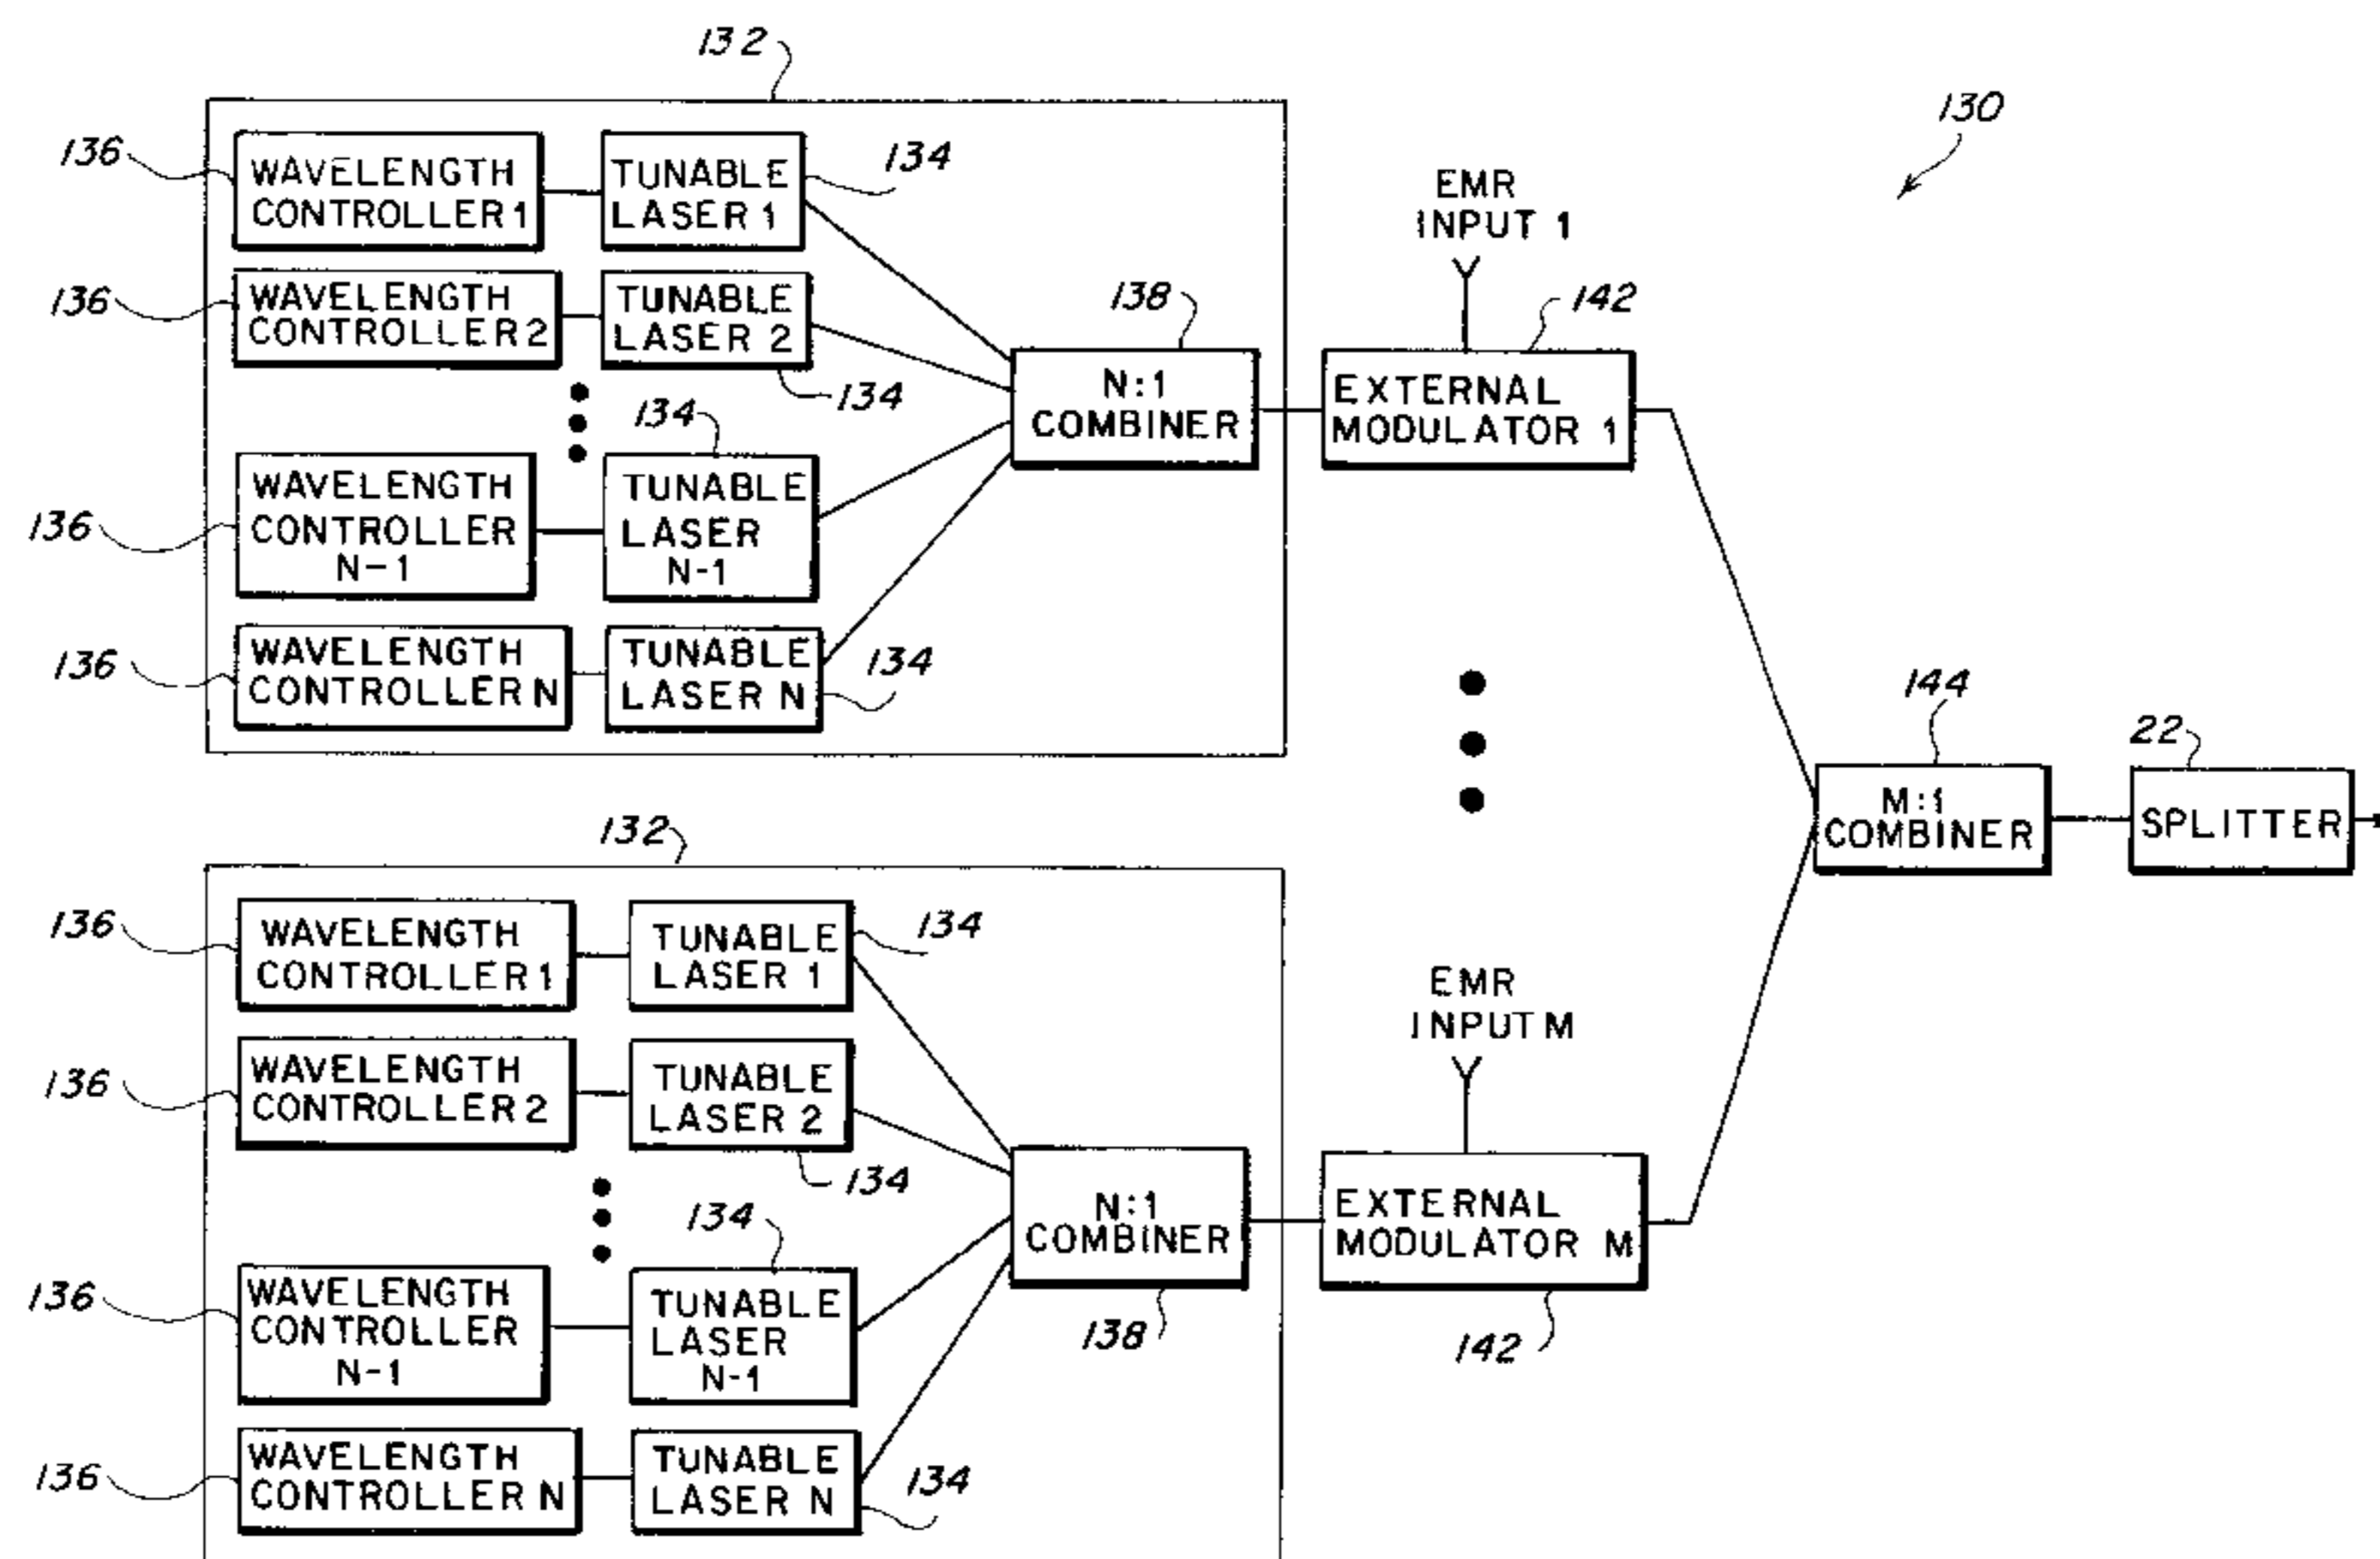 132
130
136
WAVELENGTH
CONTROLLER 1
TUNABLE
LASER 1
134
EMR
INPUT 1
136
WAVELENGTH
CONTROLLER 2
TUNABLE
LASER 2
134
138
142
N:1
COMBINER
EXTERNAL
MODULATOR 1
134
136
WAVELENGTH
CONTROLLER
N-1
TUNABLE
LASER
N-1
136
WAVELENGTH
CONTROLLER N
TUNABLE
LASER N
134
144
22
M:1
COMBINER
SPLITTER
132
136
WAVELENGTH
CONTROLLER 1
TUNABLE
LASER 1
134
EMR
INPUT M
136
WAVELENGTH
CONTROLLER 2
TUNABLE
LASER 2
134
N:1
COMBINER
138
EXTERNAL
MODULATOR M
142
134
136
WAVELENGTH
CONTROLLER
N-1
TUNABLE
LASER
N-1
136
WAVELENGTH
CONTROLLER N
TUNABLE
LASER N
134